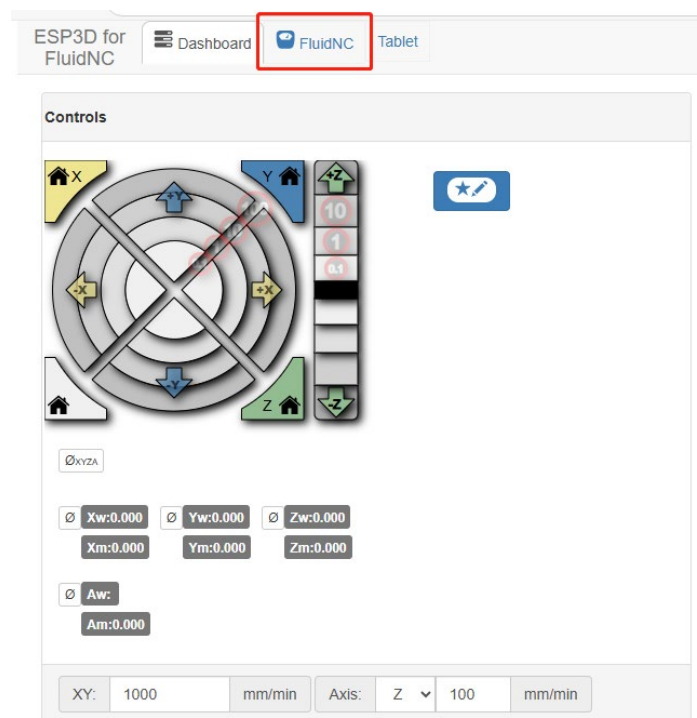 ESP3D for FluidNC
Dashboard
FluidNC
Tablet
Controls
X
Y
+Z
+Y
10
1
0.1
-X
+X
-Y
Z
-Z
ØXYZA
Ø Xw:0.000 Ø Yw:0.000 Ø Zw:0.000
Xm:0.000 Ym:0.000 Zm:0.000
Ø Aw:
Am:0.000
XY: 1000 mm/min Axis: Z 100 mm/min